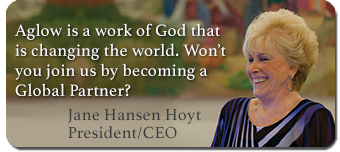 Aglow is a work of God that
is changing the world. Won't
you join us by becoming a
Global Partner?
Jane Hansen Hoyt
President/CEO